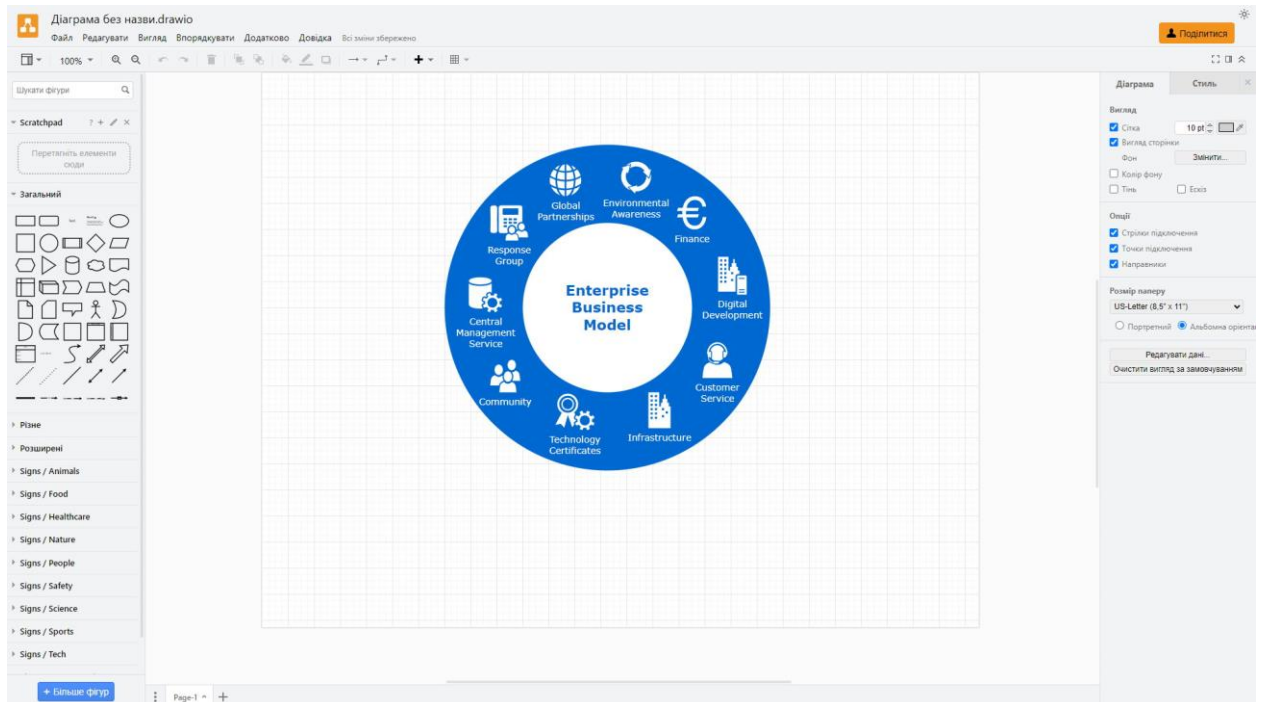 Діаграма без назви.drawio
Файл Редагувати Вигляд Впорядкувати Додатково Довідка Всі зміни збережено
Поділитися
100%
Шукати фігури
Scratchpad ? + ×
Перетягніть елементи
сюди
Загальний
Різне
Розширені
Signs / Animals
Signs / Food
Signs / Healthcare
Signs / Nature
Signs / People
Signs / Safety
Signs / Science
Signs / Sports
Signs / Tech
+ Більше фігур
Global
Partnerships
Environmental
Awareness
€
Finance
Response
Group
Digital
Development
Central
Management
Service
Enterprise
Business
Model
Customer
Service
Community
Technology
Certificates
Infrastructure
Page-1
Діаграма Стиль
Вигляд
Сітка 10 pt
Вигляд сторінки
Фон Змінити...
Колір фону
Тінь Ескіз
Опції
Стрілки підключення
Точки підключення
Направники
Розмір паперу
US-Letter (8,5" x 11")
Портретний Альбомна орієнта
Редагувати дані...
Очистити вигляд за замовчуванням